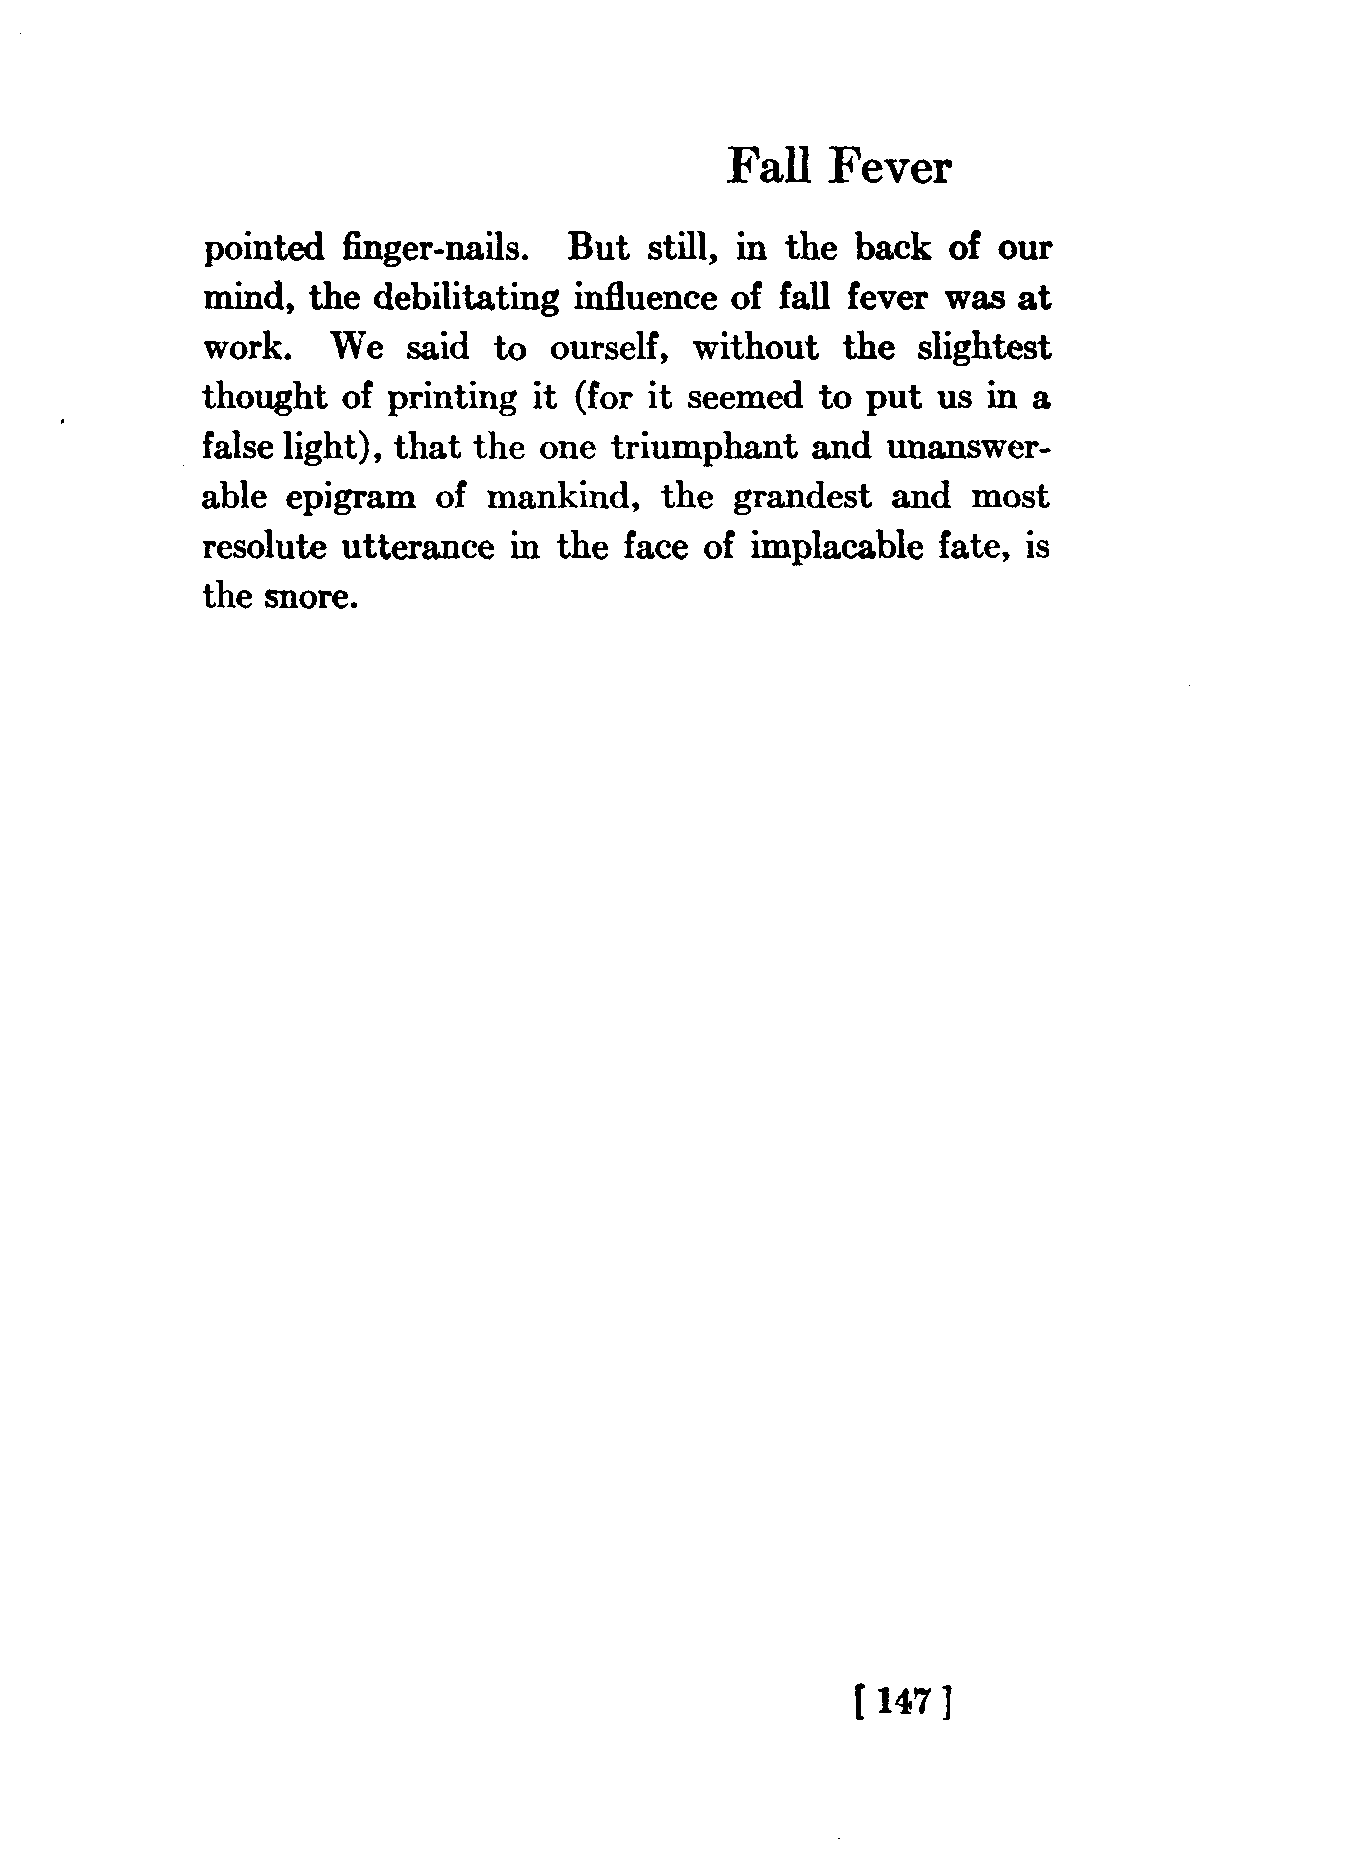 Fall Fever
pointed finger-nails. But still, in the back of our
mind, the debilitating influence of fall fever was at
work. We said to ourself, without the slightest
thought of printing it (for it seemed to put us in a
false light), that the one triumphant and unanswer-
able epigram of mankind, the grandest and most
resolute utterance in the face of implacable fate, is
the snore.
[ 147 ]